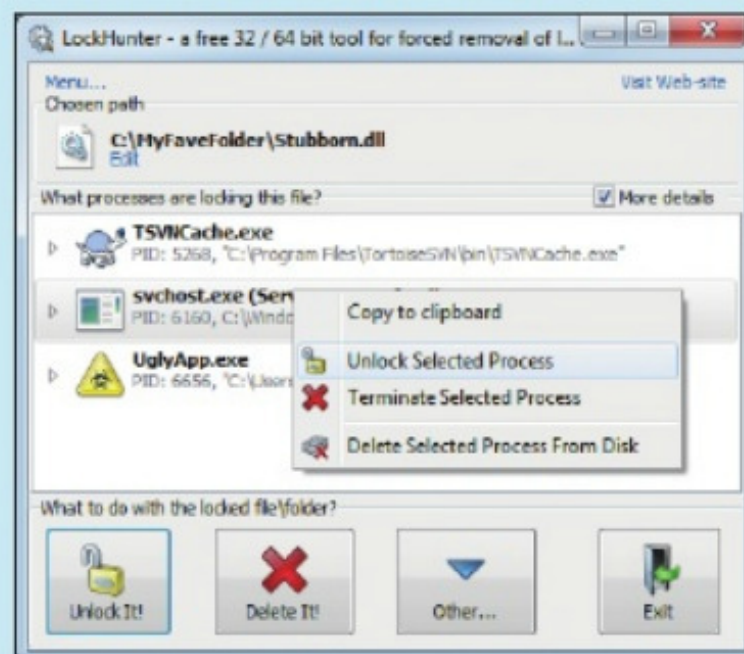 LockHunter - a free 32 / 64 bit tool for forced removal of l...
Menu...
Visit Web-site
Chosen path
C:\MyFaveFolder\Stubborn.dll
Edit
What processes are locking this file?
More details
TSVNCache.exe
PID: 5268, "C:\Program Files\TortoiseSVN\bin\TSVNCache.exe"
svchost.exe (Serv
PID: 6160, C:\Windo
UglyApp.exe
PID: 6656, "C:\Users
Copy to clipboard
Unlock Selected Process
Terminate Selected Process
Delete Selected Process From Disk
What to do with the locked file\folder?
Unlock It!
Delete It!
Other...
Exit